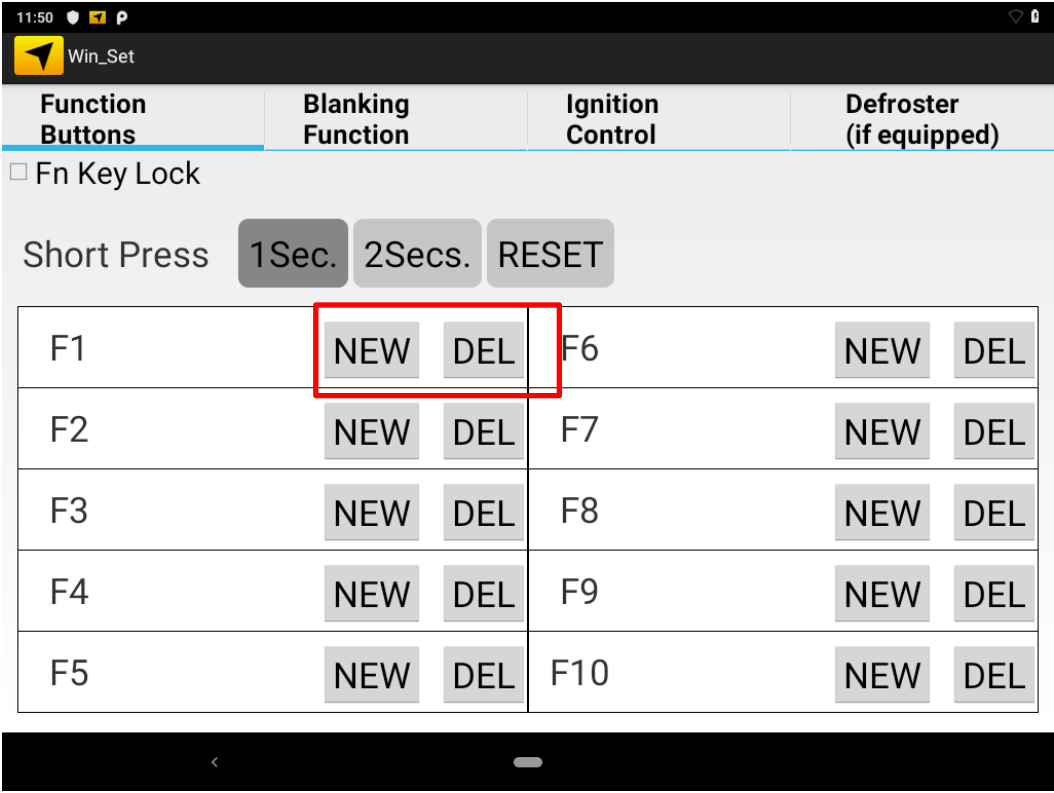 11:50
Win_Set
Function Buttons
Blanking Function
Ignition Control
Defroster (if equipped)
Fn Key Lock
Short Press 1Sec. 2Secs. RESET
F1 NEW DEL F6 NEW DEL
F2 NEW DEL F7 NEW DEL
F3 NEW DEL F8 NEW DEL
F4 NEW DEL F9 NEW DEL
F5 NEW DEL F10 NEW DEL